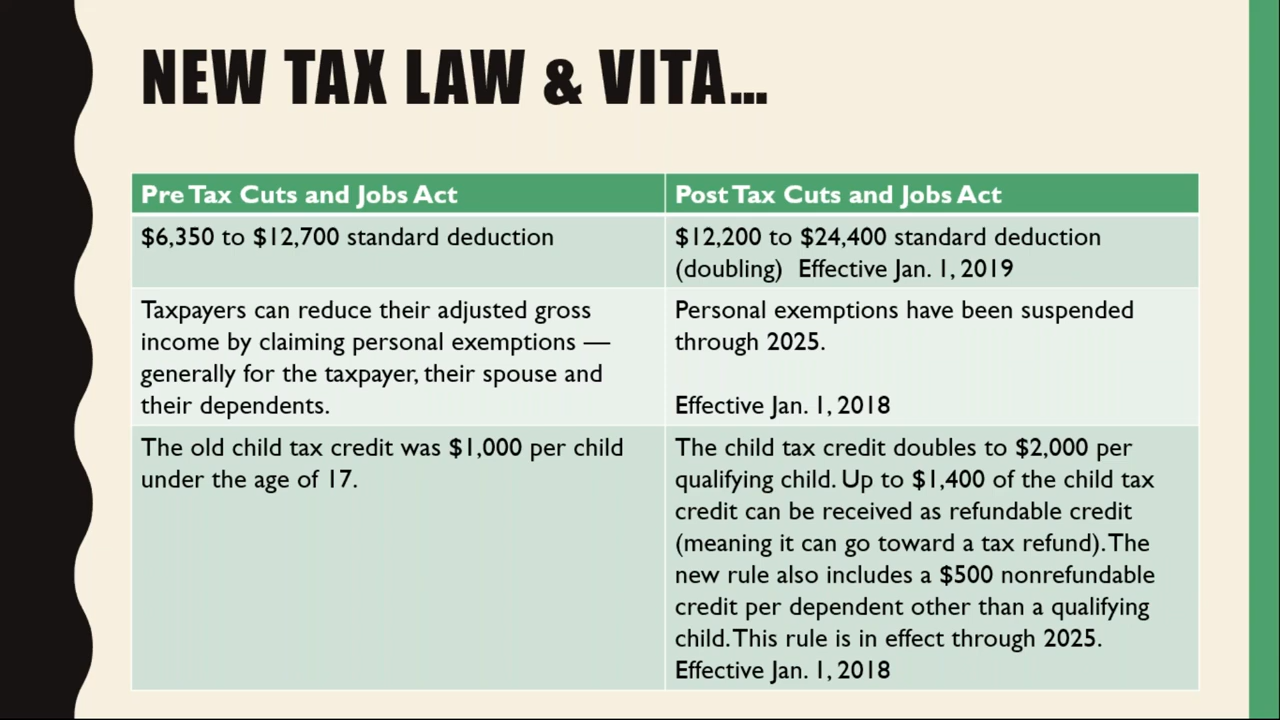 NEW TAX LAW & VITA...
Pre Tax Cuts and Jobs Act
Post Tax Cuts and Jobs Act
$6,350 to $12,700 standard deduction
$12,200 to $24,400 standard deduction
(doubling) Effective Jan. 1, 2019
Taxpayers can reduce their adjusted gross
income by claiming personal exemptions —
generally for the taxpayer, their spouse and
their dependents.
Personal exemptions have been suspended
through 2025.
Effective Jan. 1, 2018
The old child tax credit was $1,000 per child
under the age of 17.
The child tax credit doubles to $2,000 per
qualifying child. Up to $1,400 of the child tax
credit can be received as refundable credit
(meaning it can go toward a tax refund). The
new rule also includes a $500 nonrefundable
credit per dependent other than a qualifying
child. This rule is in effect through 2025.
Effective Jan. 1, 2018